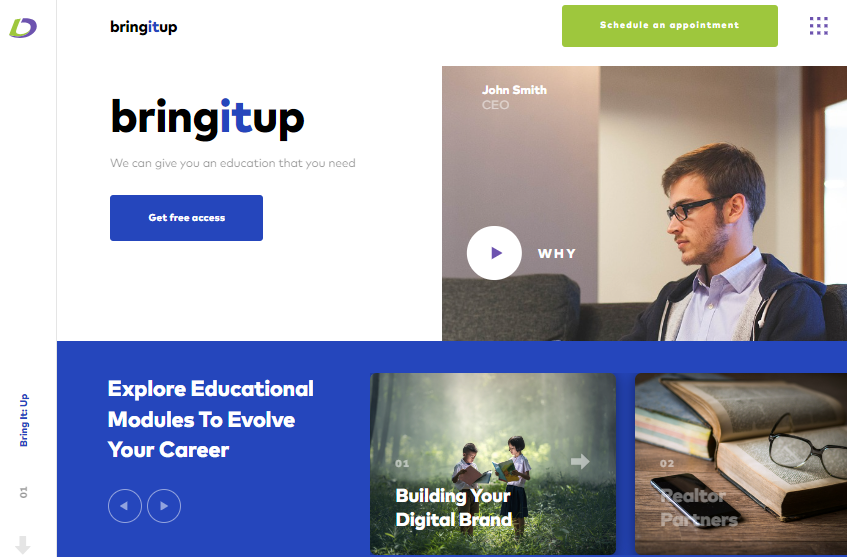 bringitup
Schedule an appointment
bringitup
We can give you an education that you need
Get free access
John Smith
CEO
WHY
Explore Educational
Modules To Evolve
Your Career
01
Building Your
Digital Brand
02
Realtor
Partners
Bring It: Up
01